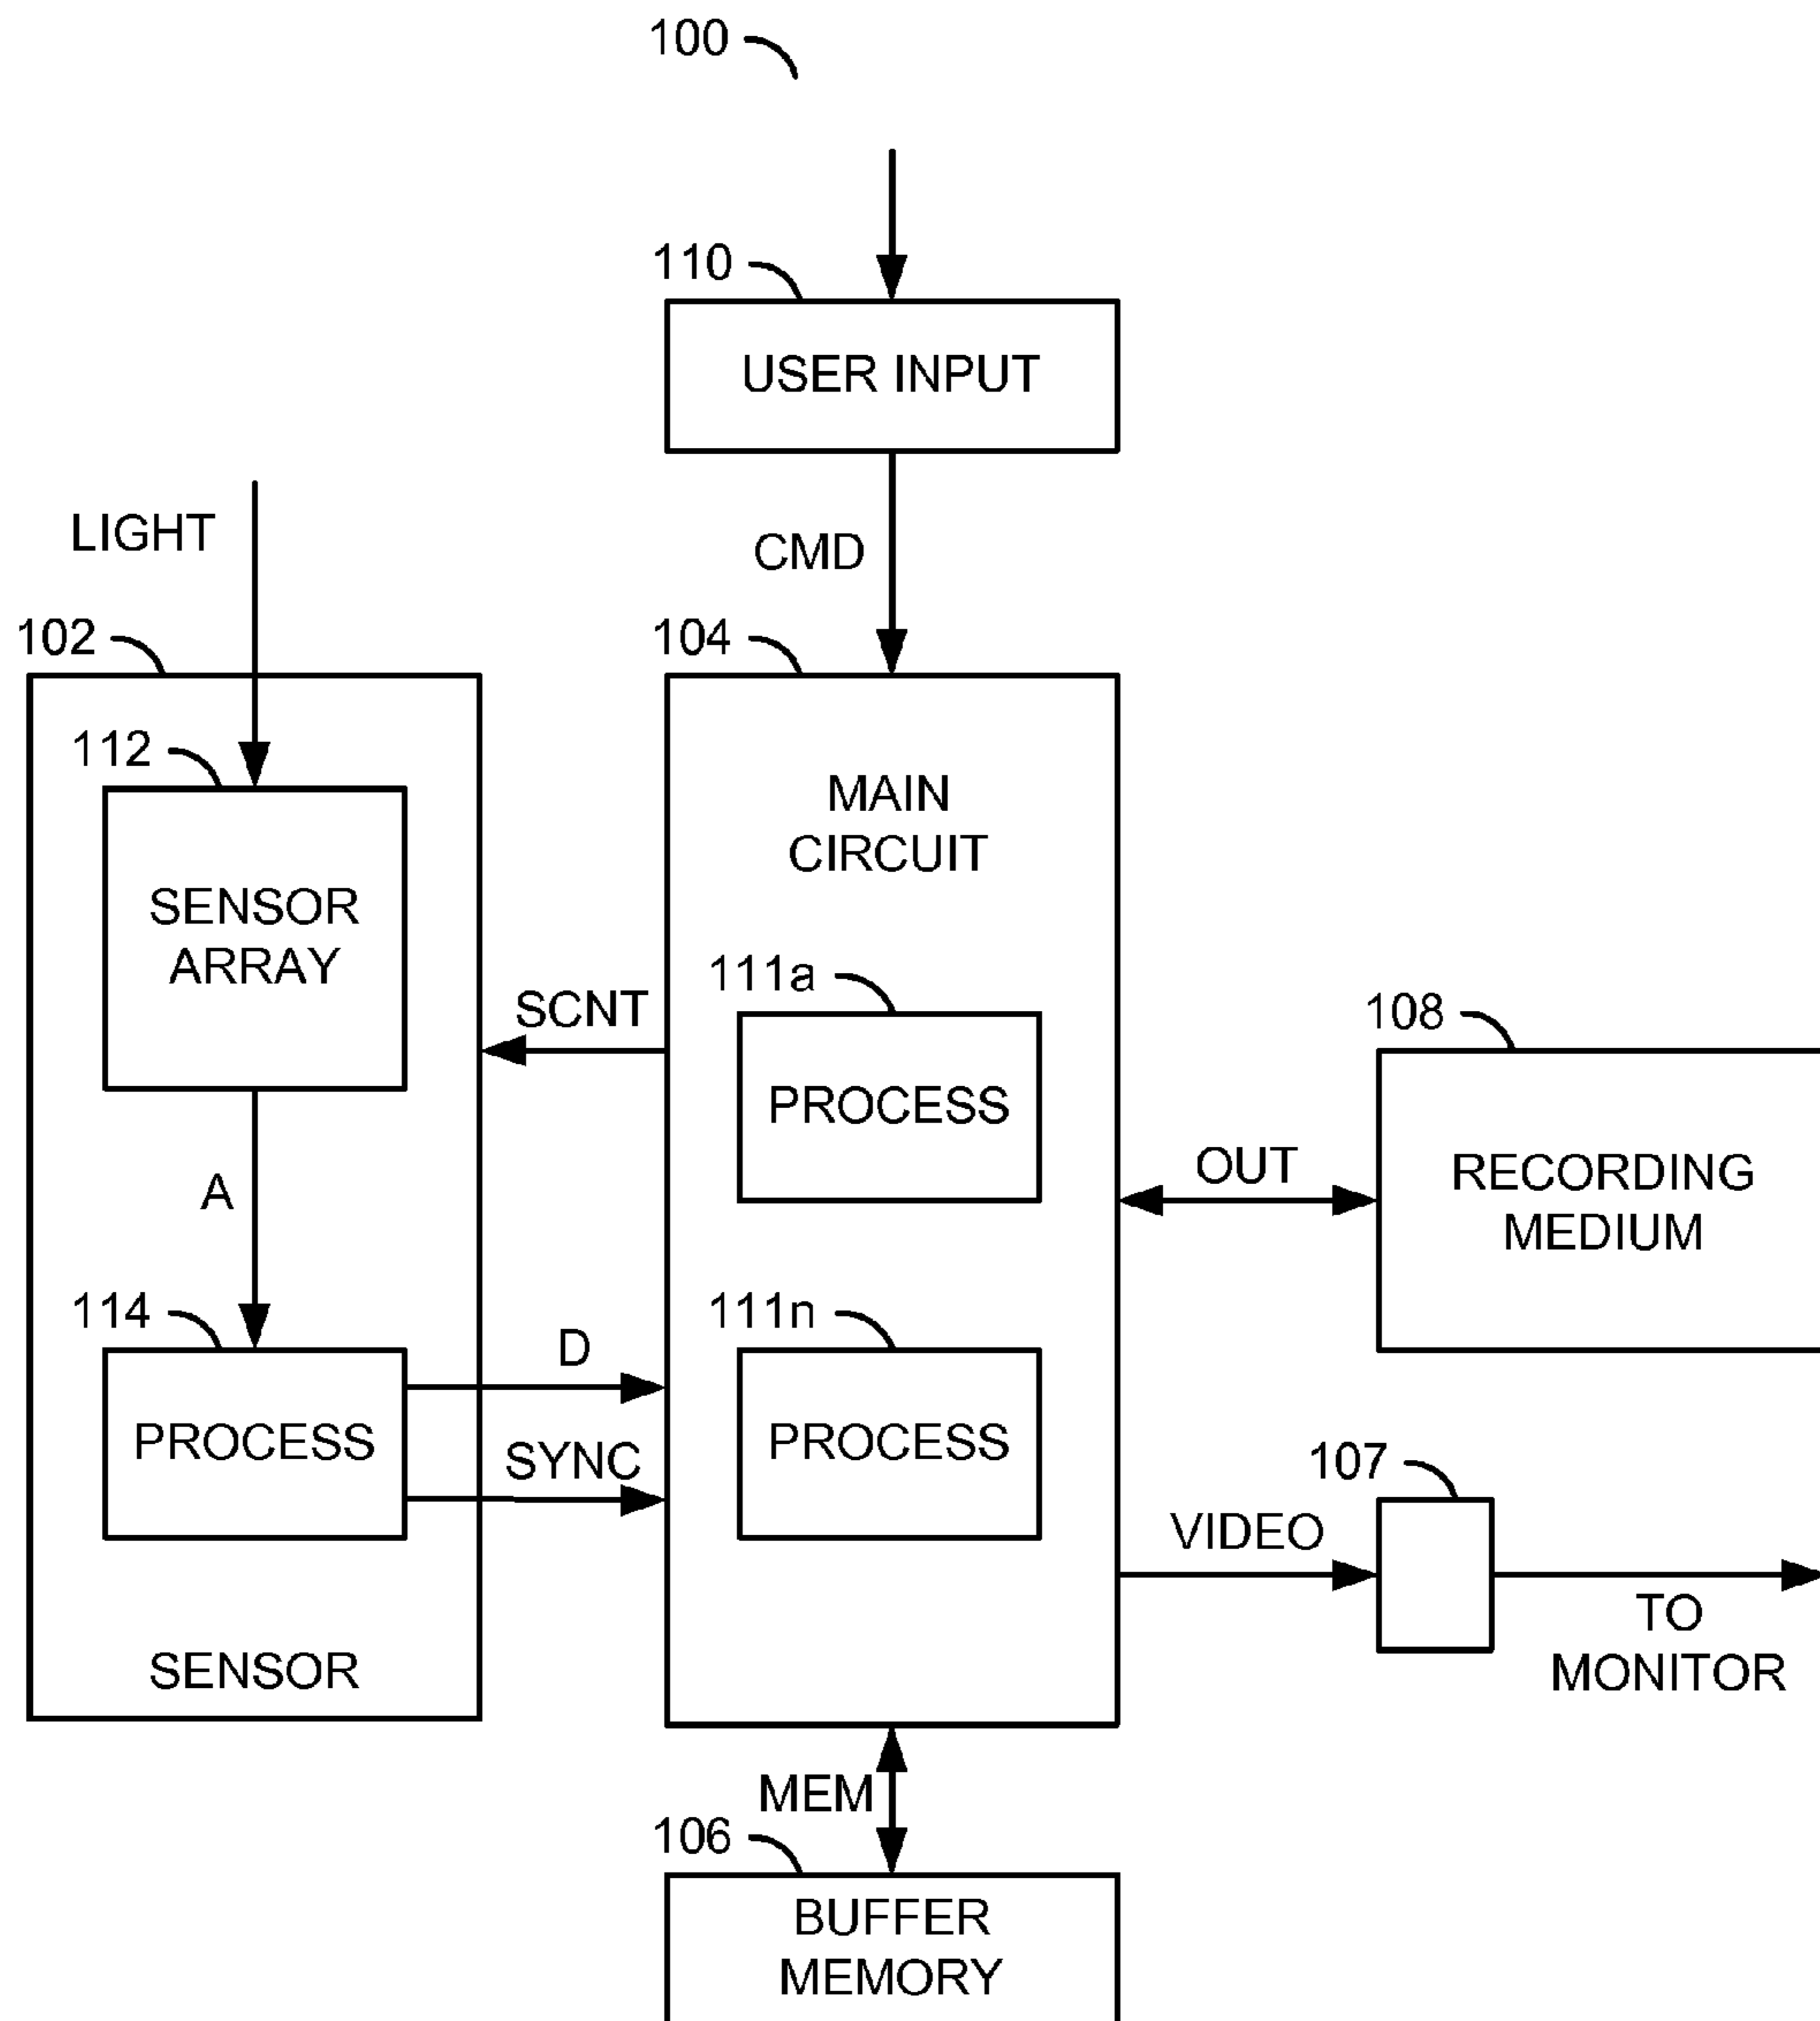 100
110
USER INPUT
LIGHT
CMD
102
104
112
MAIN
CIRCUIT
SENSOR
ARRAY
111a
SCNT
108
PROCESS
A
OUT
RECORDING
MEDIUM
114
111n
D
PROCESS
PROCESS
SYNC
107
VIDEO
TO
MONITOR
SENSOR
MEM
106
BUFFER
MEMORY